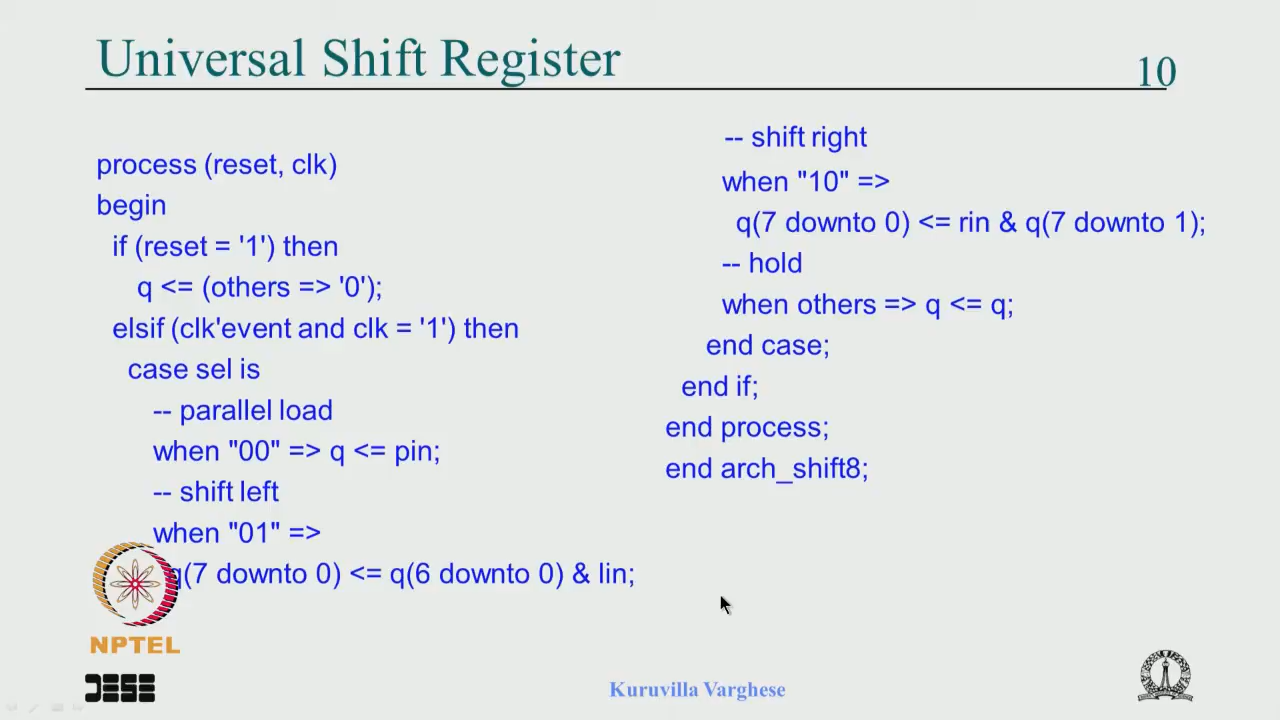 Universal Shift Register
10
process (reset, clk)
begin
if (reset = '1') then
q <= (others => '0');
elsif (clk'event and clk = '1') then
case sel is
-- parallel load
when "00" => q <= pin;
-- shift left
when "01" =>
q(7 downto 0) <= q(6 downto 0) & lin;
-- shift right
when "10" =>
q(7 downto 0) <= rin & q(7 downto 1);
-- hold
when others => q <= q;
end case;
end if;
end process;
end arch_shift8;
NPTEL
DESE
Kuruvilla Varghese